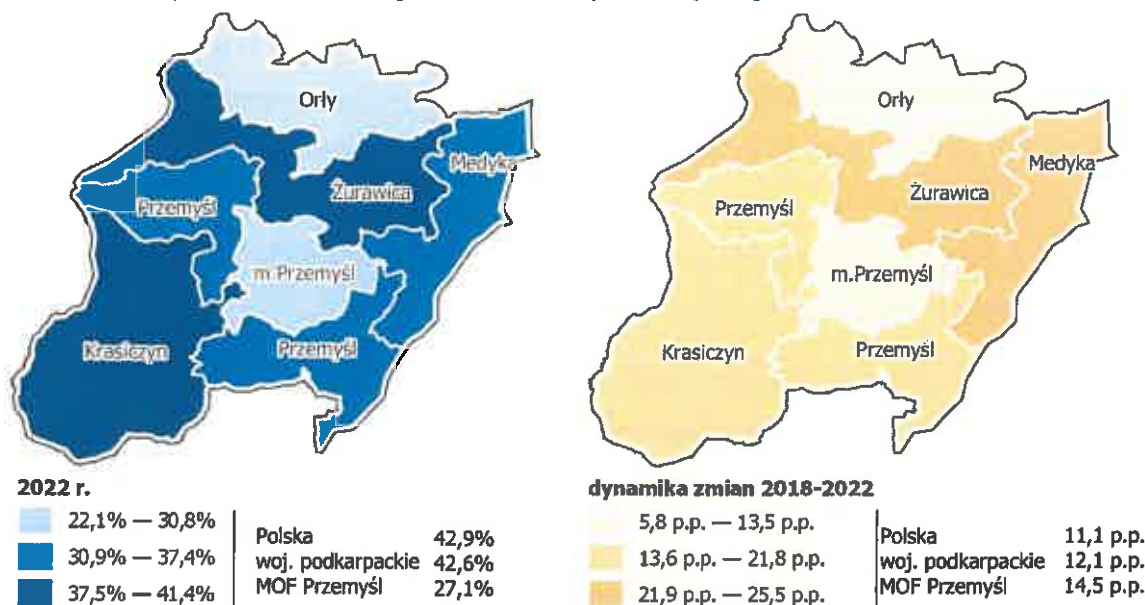 Orły
Medyka
Żurawica
Przemyśl
m.Przemyśl
Krasiczyn
Przemyśl
2022 r.
22,1% — 30,8%
30,9% — 37,4%
37,5% — 41,4%
Polska 42,9%
woj. podkarpackie 42,6%
MOF Przemyśl 27,1%
Orły
Medyka
Żurawica
Przemyśl
m.Przemyśl
Krasiczyn
Przemyśl
dynamika zmian 2018-2022
5,8 p.p. — 13,5 p.p.
13,6 p.p. — 21,8 p.p.
21,9 p.p. — 25,5 p.p.
Polska 11,1 p.p.
woj. podkarpackie 12,1 p.p.
MOF Przemyśl 14,5 p.p.